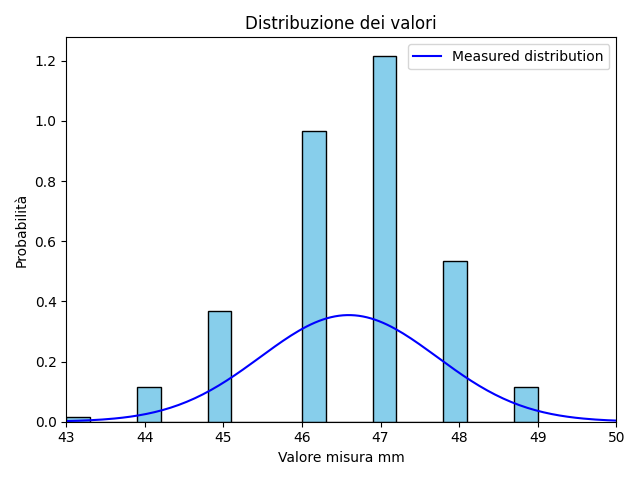 Distribuzione dei valori
Measured distribution
1.2
1.0
0.8
0.6
0.4
0.2
0.0
Probabilità
43 44 45 46 47 48 49 50
Valore misura mm